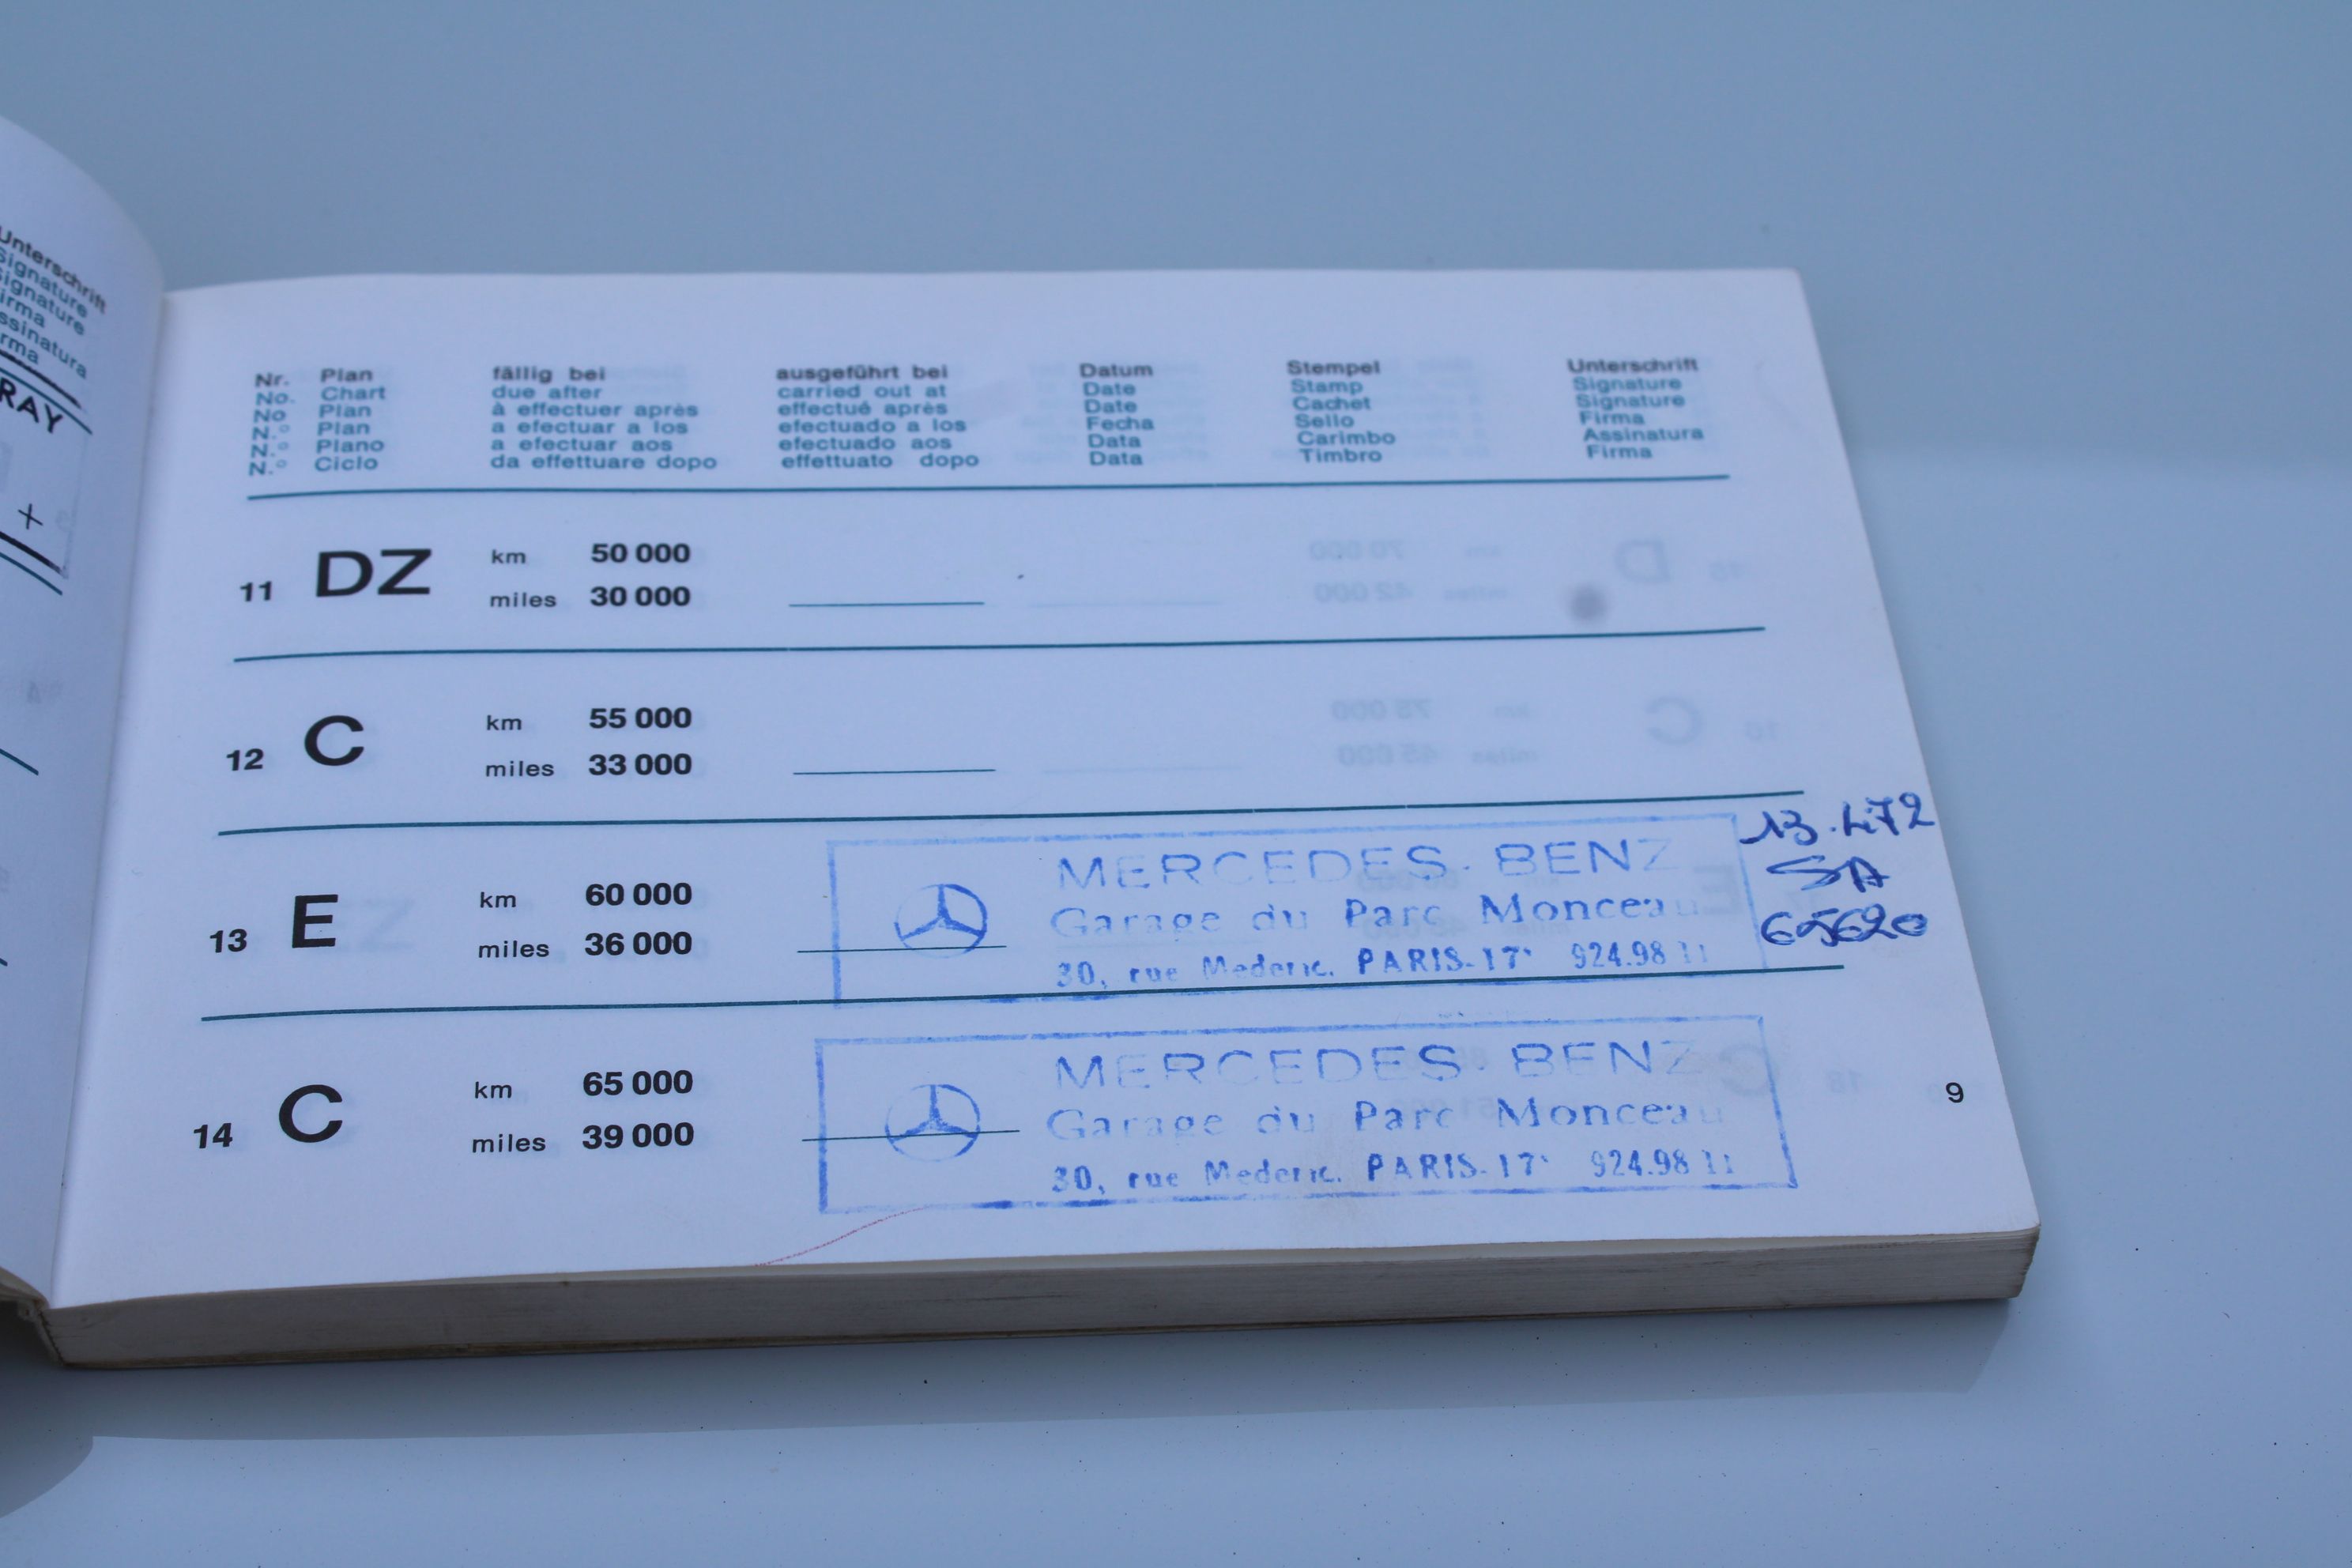 Unterschrift
Signature
Signature
Firma
Assinatura
Firma
RAY
+
Nr. Plan fällig bei ausgeführt bei Datum Stempel Unterschrift
No. Chart due after carried out at Date Stamp Signature
No Plan à effectuer après effectué après Date Cachet Signature
N.º Plan a efectuar a los efectuado a los Fecha Sello Firma
N.º Plano a efectuar aos efectuado aos Data Carimbo Assinatura
N.º Ciclo da effettuare dopo effettuato dopo Data Timbro Firma
11 DZ km 50 000
miles 30 000
12 C km 55 000
miles 33 000
13 E km 60 000
miles 36 000
MERCEDES-BENZ
Garage du Parc Monceau
30, rue Mederic. PARIS-17' 924.98 11
13.472
SA
65620
14 C km 65 000
miles 39 000
MERCEDES-BENZ
Garage du Parc Monceau
30, rue Mederic. PARIS-17' 924.98 11
9